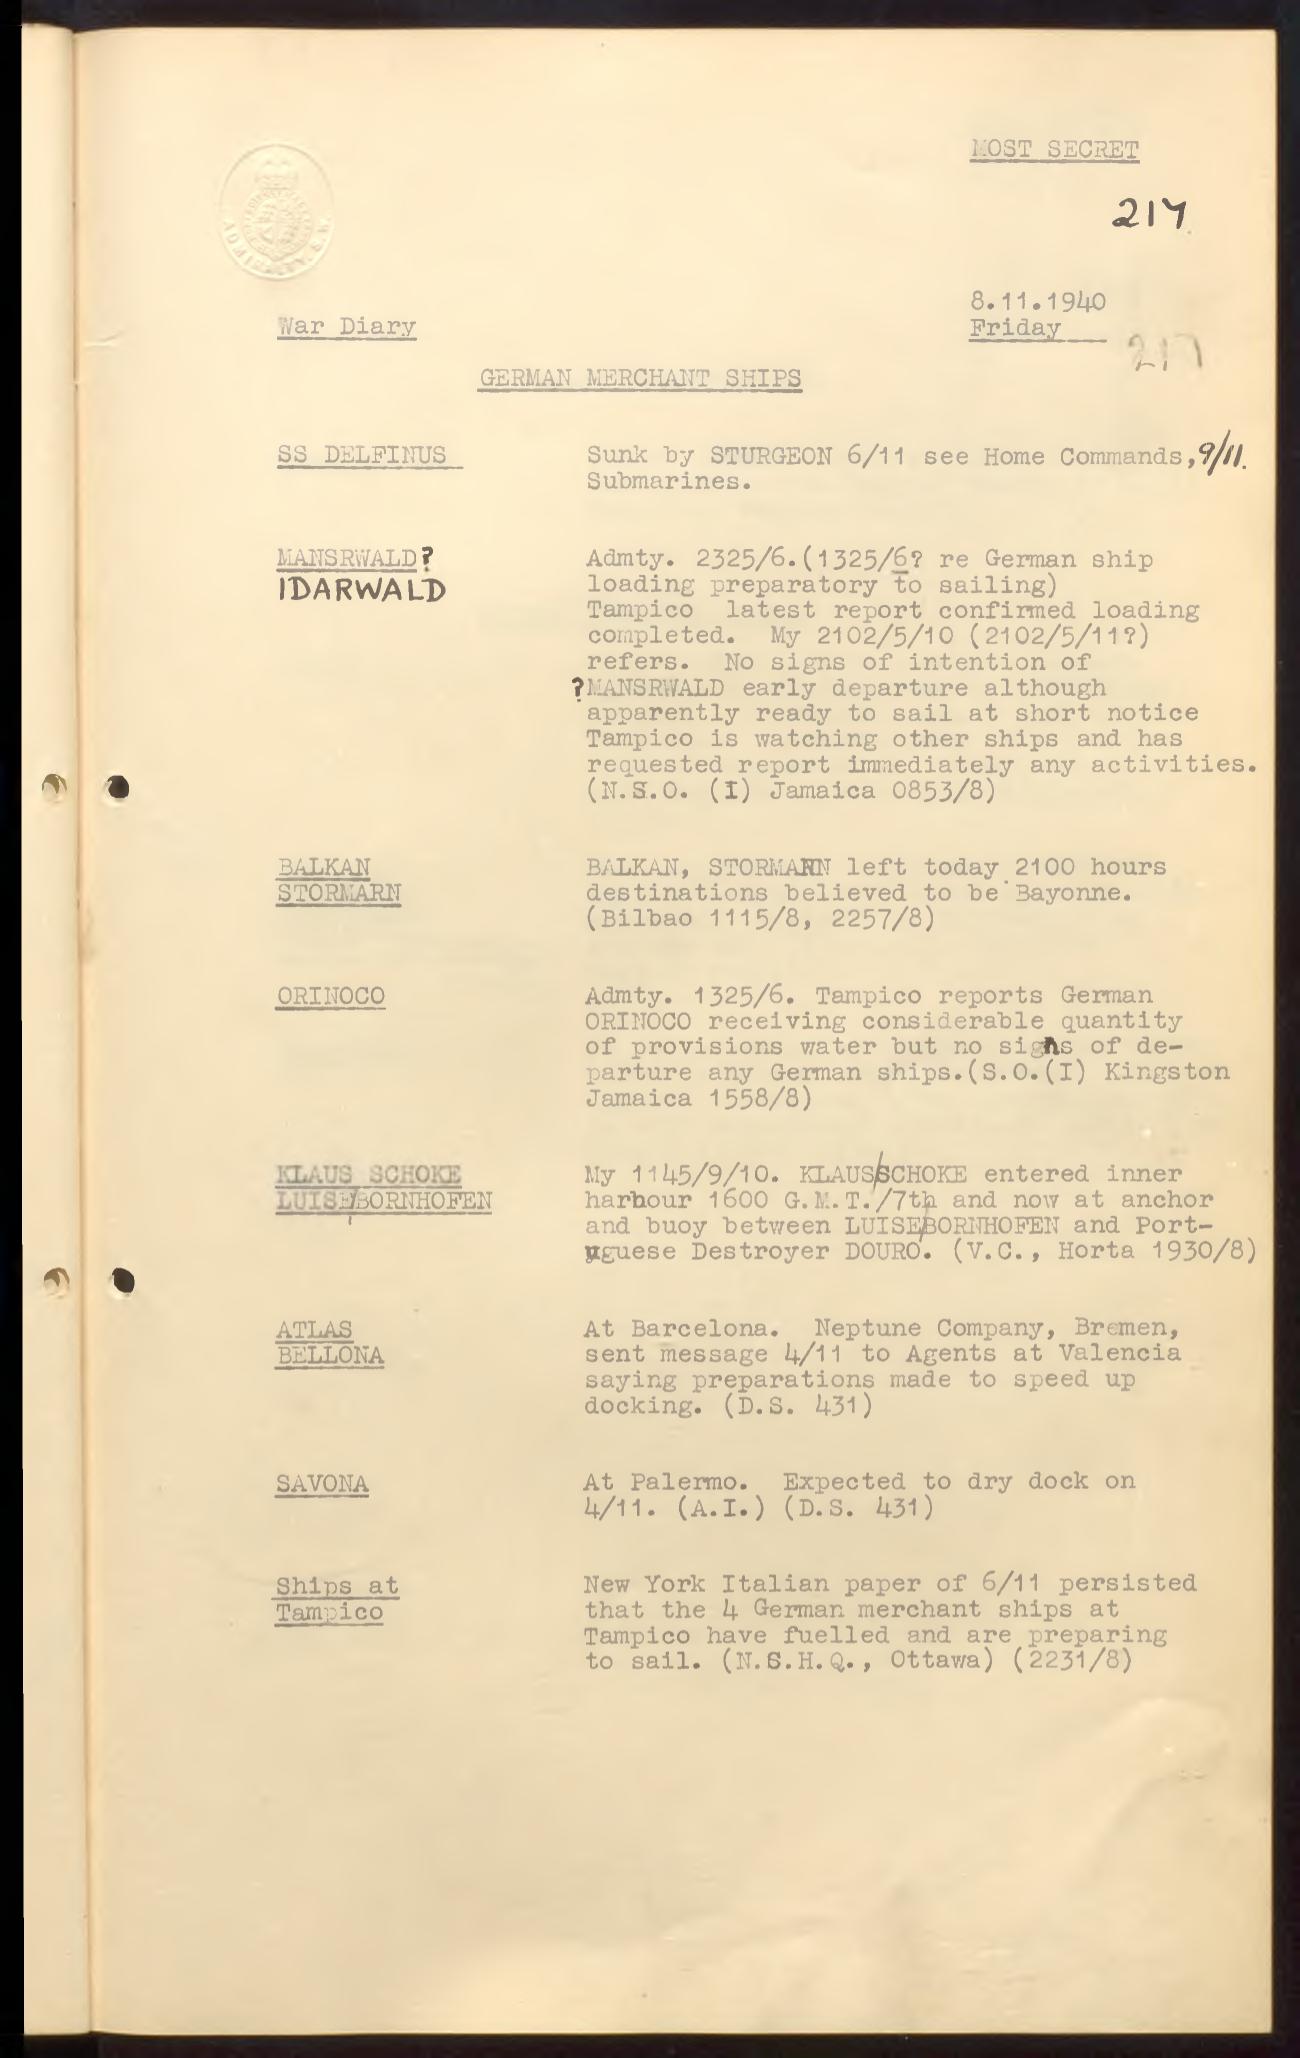 MOST SECRET
217
8.11.1940
War Diary
Friday
217
GERMAN MERCHANT SHIPS
SS DELFINUS
Sunk by STURGEON 6/11 see Home Commands, 9/11.
Submarines.
MANSRWALD?
IDARWALD
Admty. 2325/6.(1325/6? re German ship
loading preparatory to sailing)
Tampico latest report confirmed loading
completed. My 2102/5/10 (2102/5/11?)
refers. No signs of intention of
?MANSRWALD early departure although
apparently ready to sail at short notice
Tampico is watching other ships and has
requested report immediately any activities.
(N.S.O. (I) Jamaica 0853/8)
BALKAN
STORMARN
BALKAN, STORMARN left today 2100 hours
destinations believed to be Bayonne.
(Bilbao 1115/8, 2257/8)
ORINOCO
Admty. 1325/6. Tampico reports German
ORINOCO receiving considerable quantity
of provisions water but no signs of de-
parture any German ships.(S.O.(I) Kingston
Jamaica 1558/8)
KLAUS SCHOKE
LUISE/BORNHOFEN
My 1145/9/10. KLAUS/SCHOKE entered inner
harbour 1600 G.M.T./7th and now at anchor
and buoy between LUISE/BORNHOFEN and Port-
uguese Destroyer DOURO. (V.C., Horta 1930/8)
ATLAS
BELLONA
At Barcelona. Neptune Company, Bremen,
sent message 4/11 to Agents at Valencia
saying preparations made to speed up
docking. (D.S. 431)
SAVONA
At Palermo. Expected to dry dock on
4/11. (A.I.) (D.S. 431)
Ships at
Tampico
New York Italian paper of 6/11 persisted
that the 4 German merchant ships at
Tampico have fuelled and are preparing
to sail. (N.S.H.Q., Ottawa) (2231/8)